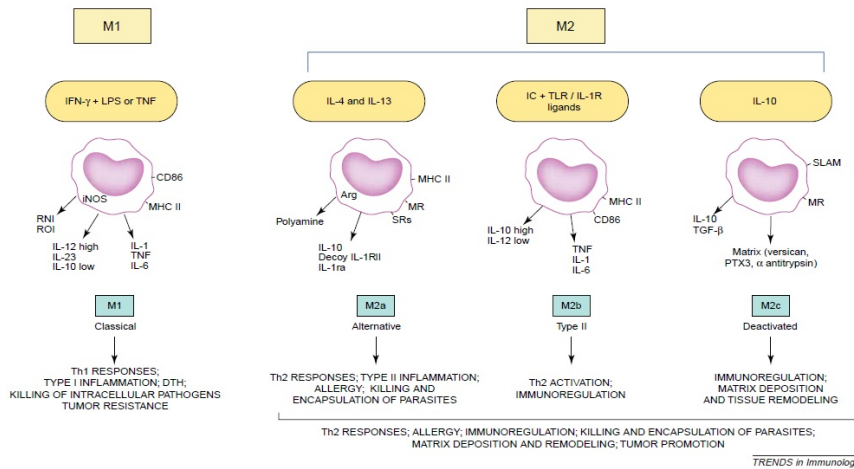 M1
M2
IFN-γ + LPS or TNF
IL-4 and IL-13
IC + TLR / IL-1R
ligands
IL-10
CD86
MHC II
iNOS
RNI
ROI
IL-12 high
IL-23
IL-10 low
IL-1
TNF
IL-6
MHC II
MR
SRs
Arg
Polyamine
IL-10
Decoy IL-1RII
IL-1ra
MHC II
CD86
IL-10 high
IL-12 low
TNF
IL-1
IL-6
SLAM
MR
IL-10
TGF-β
Matrix (versican,
PTX3, α antitrypsin)
M1
Classical
M2a
Alternative
M2b
Type II
M2c
Deactivated
Th1 RESPONSES;
TYPE I INFLAMMATION; DTH;
KILLING OF INTRACELLULAR PATHOGENS
TUMOR RESISTANCE
Th2 RESPONSES; TYPE II INFLAMMATION;
ALLERGY; KILLING AND
ENCAPSULATION OF PARASITES
Th2 ACTIVATION;
IMMUNOREGULATION
IMMUNOREGULATION;
MATRIX DEPOSITION
AND TISSUE REMODELING
Th2 RESPONSES; ALLERGY; IMMUNOREGULATION; KILLING AND ENCAPSULATION OF PARASITES;
MATRIX DEPOSITION AND REMODELING; TUMOR PROMOTION
TRENDS in Immunolog